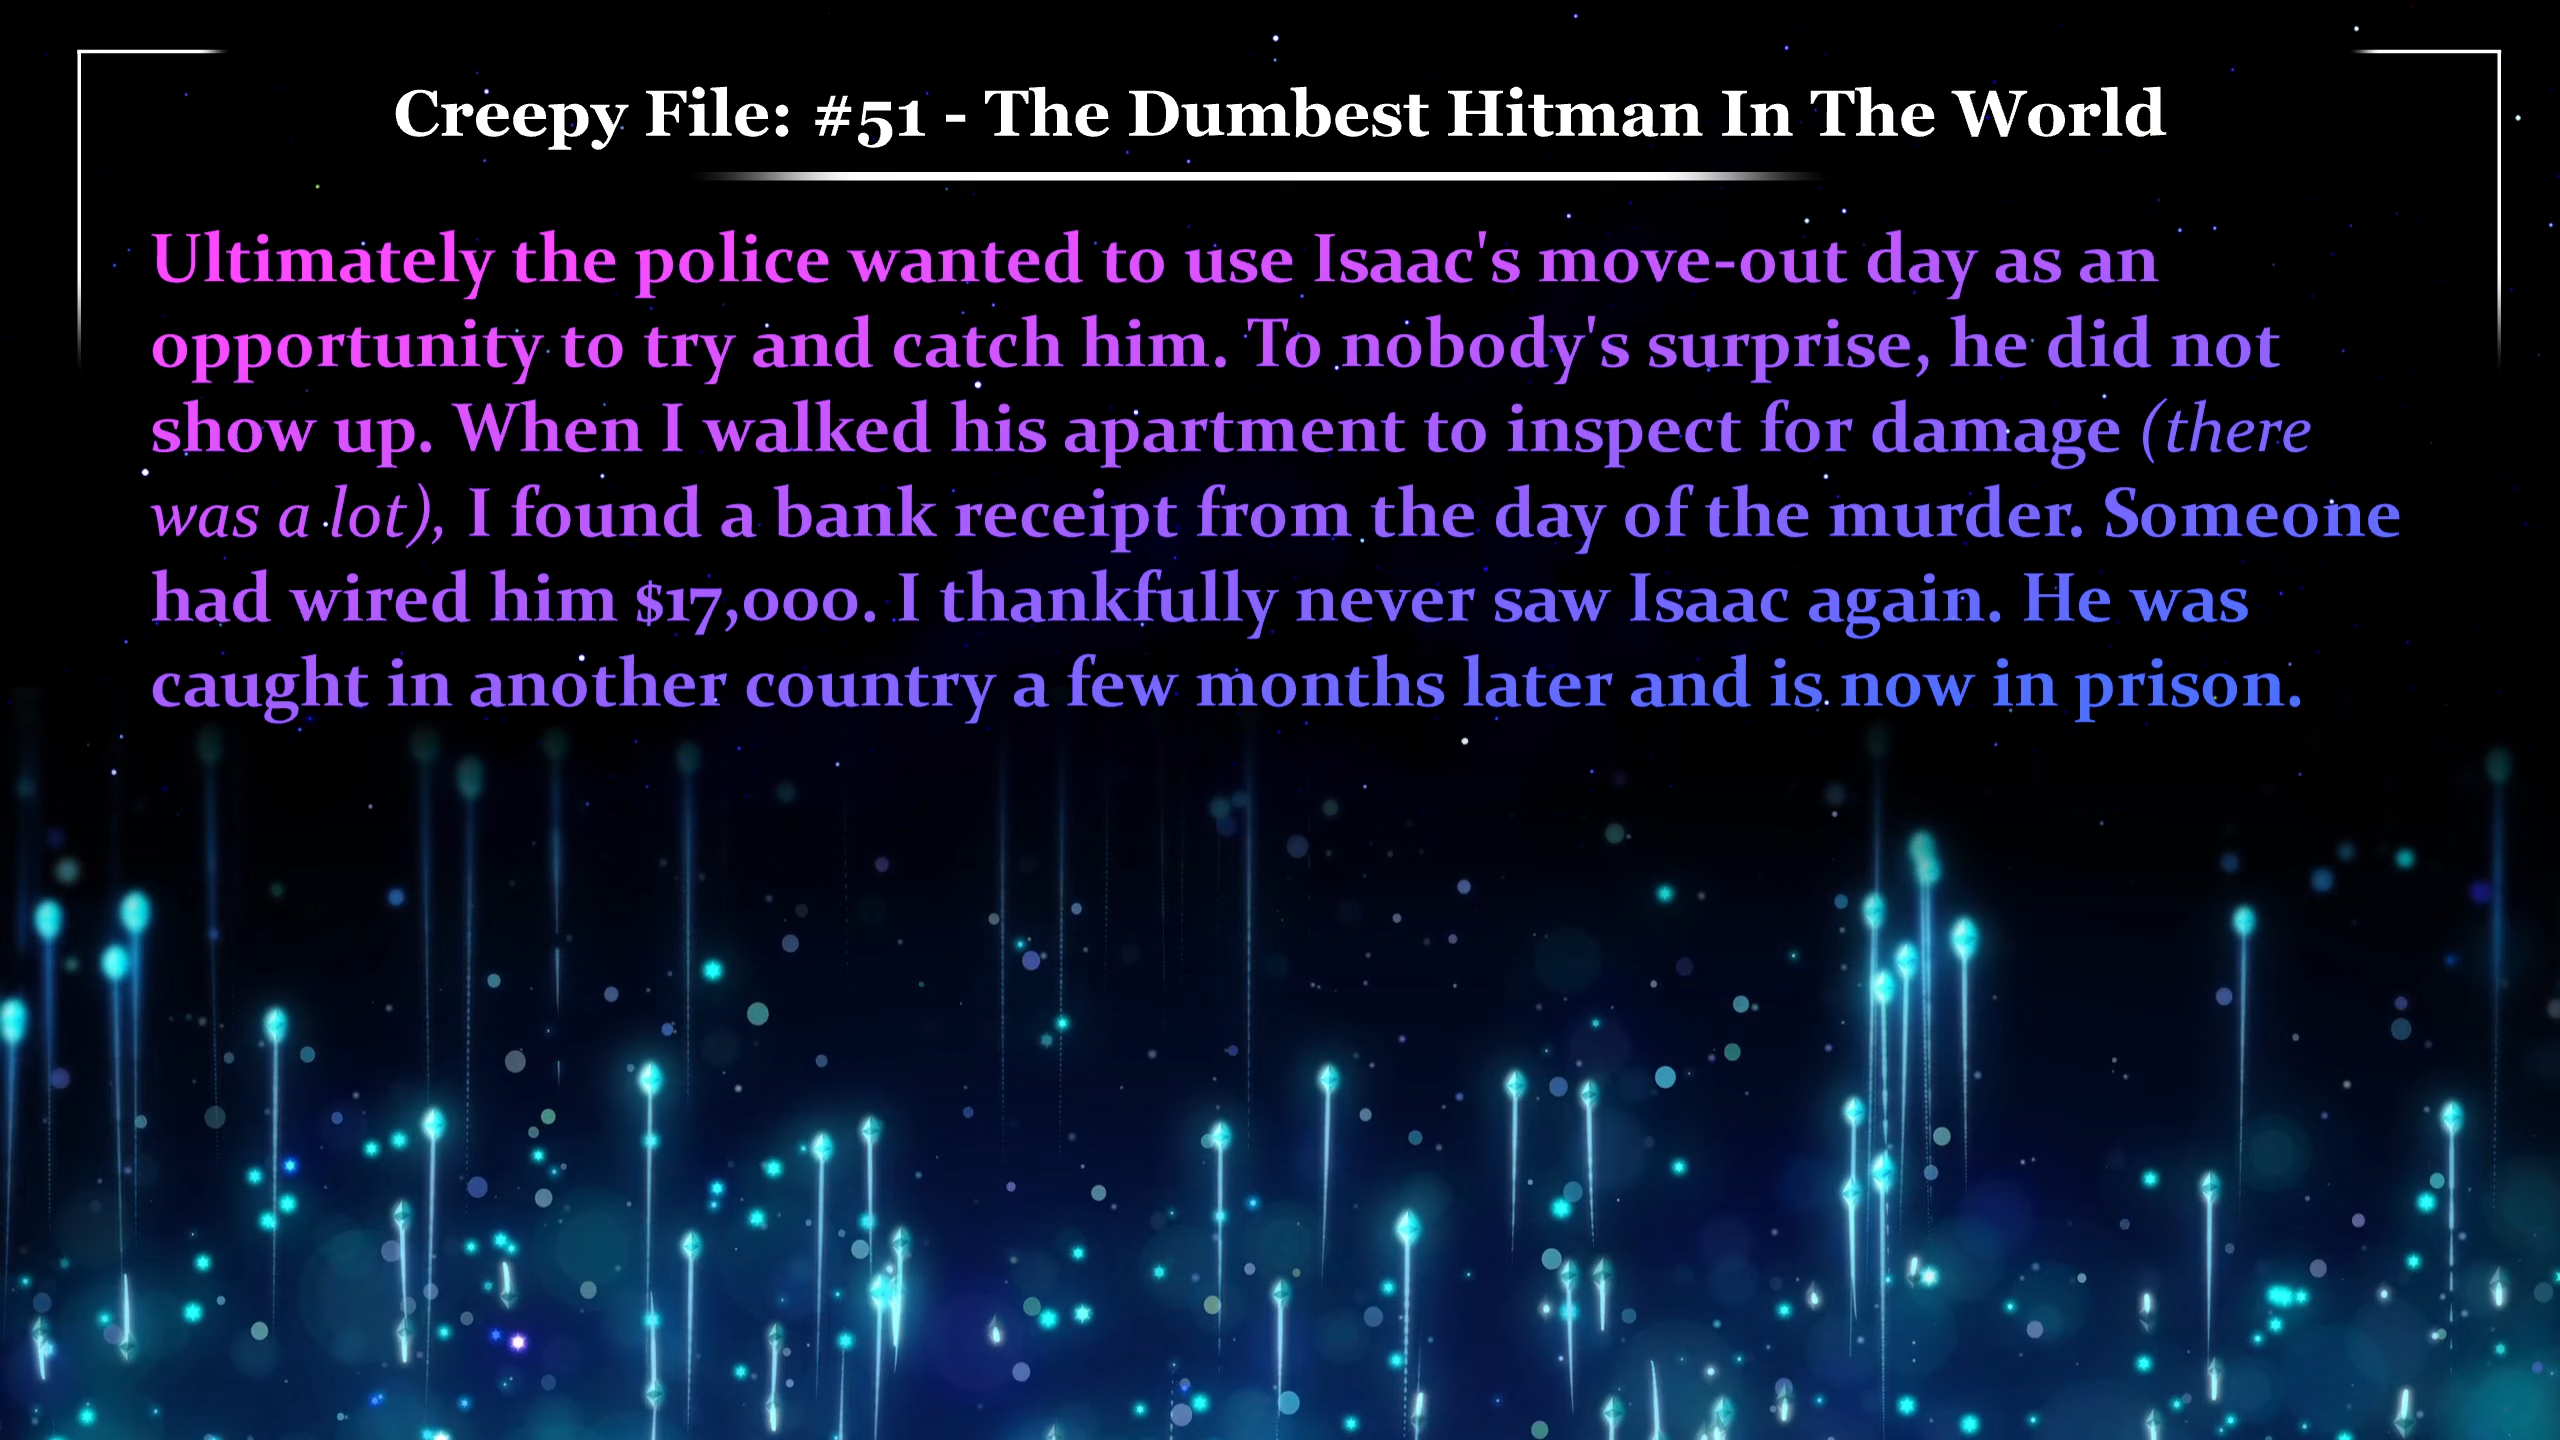 Creepy File: #51 - The Dumbest Hitman In The World
Ultimately the police wanted to use Isaac's move-out day as an
opportunity to try and catch him. To nobody's surprise, he did not
show up. When I walked his apartment to inspect for damage (there
was a lot), I found a bank receipt from the day of the murder. Someone
had wired him $17,000. I thankfully never saw Isaac again. He was
caught in another country a few months later and is now in prison.